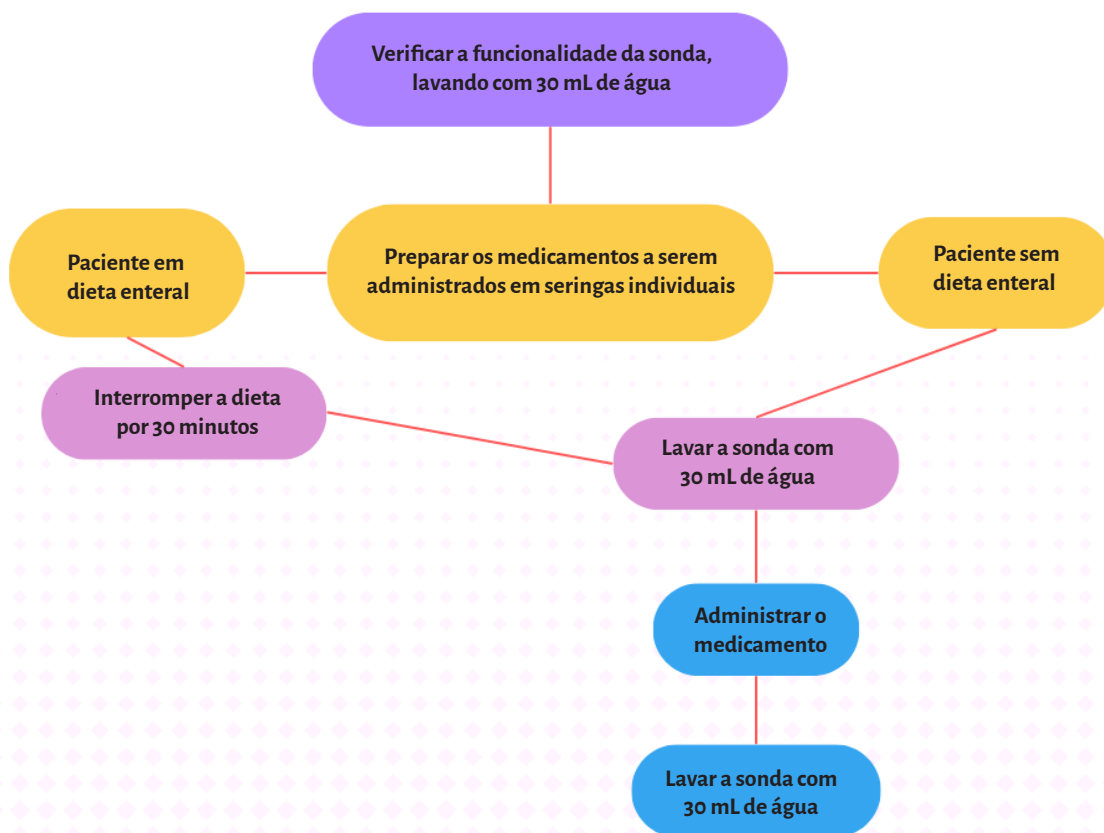 Verificar a funcionalidade da sonda,
lavando com 30 mL de água
Paciente em
dieta enteral
Preparar os medicamentos a serem
administrados em seringas individuais
Paciente sem
dieta enteral
Interromper a dieta
por 30 minutos
Lavar a sonda com
30 mL de água
Administrar o
medicamento
Lavar a sonda com
30 mL de água